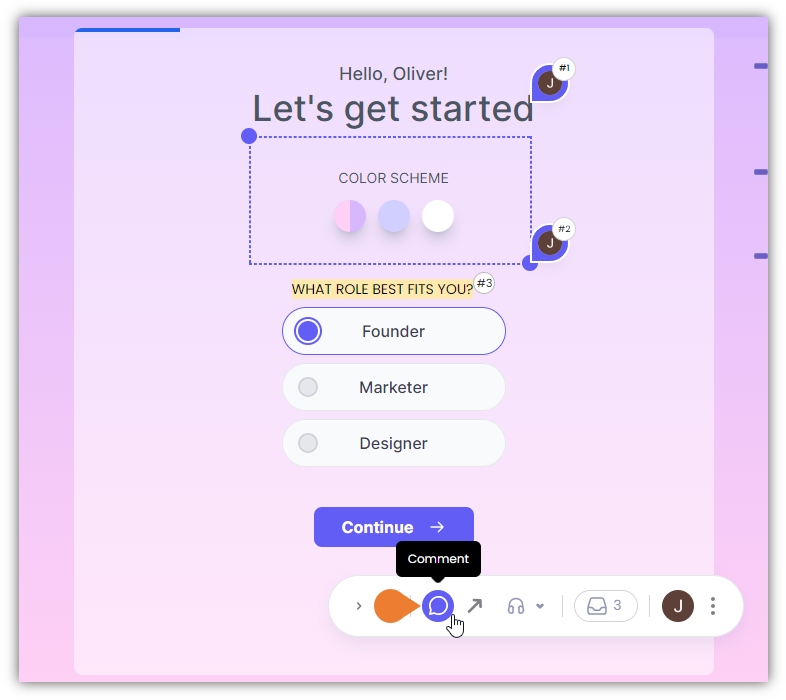 Hello, Oliver!
#1
J
Let's get started
COLOR SCHEME
#2
J
WHAT ROLE BEST FITS YOU?
#3
Founder
Marketer
Designer
Continue →
Comment
3
J